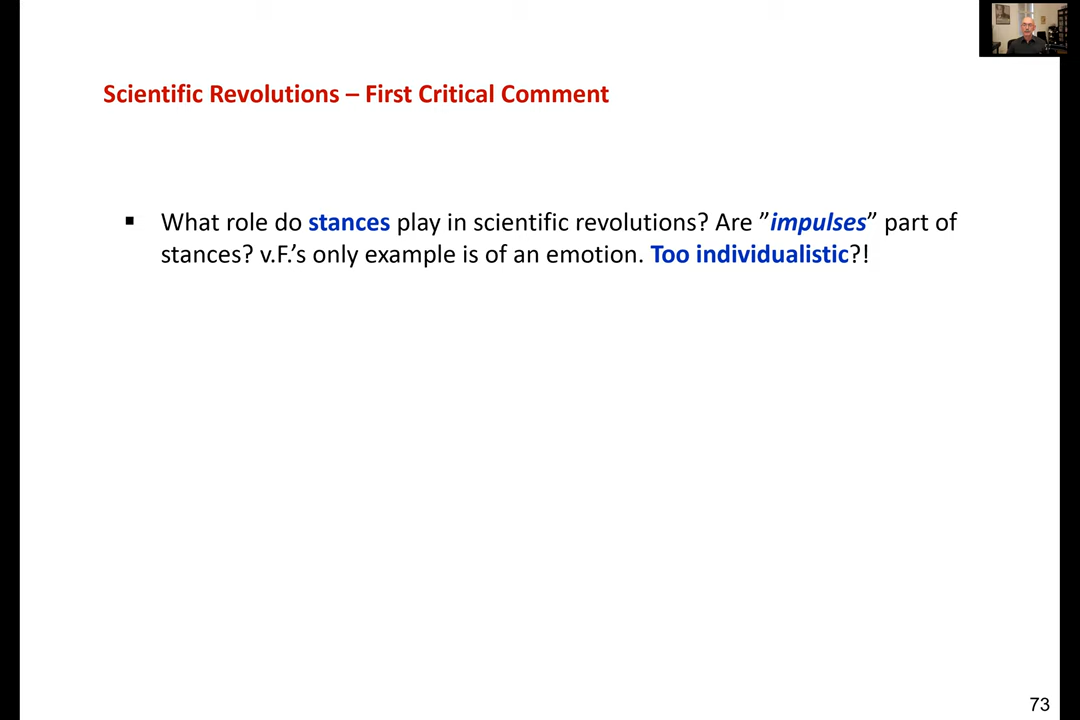 Scientific Revolutions – First Critical Comment
▪ What role do stances play in scientific revolutions? Are ”impulses” part of
stances? v.F.’s only example is of an emotion. Too individualistic?!
73